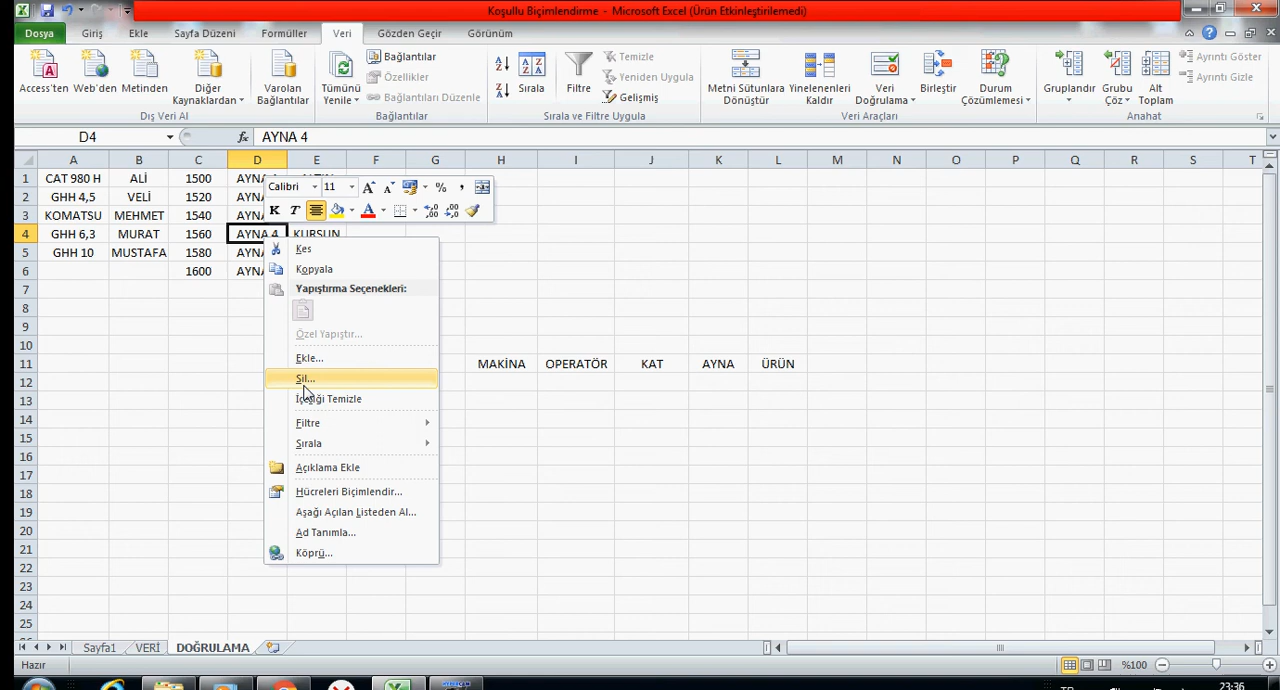 Koşullu Biçimlendirme - Microsoft Excel (Ürün Etkinleştirilemedi)
Dosya Giriş Ekle Sayfa Düzeni Formüller Veri Gözden Geçir Görünüm
Access'ten Web'den Metinden Diğer Kaynaklardan
Dış Veri Al
Varolan Bağlantılar
Tümünü Yenile
Bağlantılar
Özellikler
Bağlantıları Düzenle
Bağlantılar
Sırala
Filtre
Temizle
Yeniden Uygula
Gelişmiş
Sırala ve Filtre Uygula
Metni Sütunlara Dönüştür
Yinelenenleri Kaldır
Veri Doğrulama
Birleştir
Durum Çözümlemesi
Veri Araçları
Gruplandır
Grubu Çöz
Alt Toplam
Ayrıntı Göster
Ayrıntı Gizle
Anahat
D4 fx AYNA 4
A B C D E F G H I J K L M N O P Q R S T
1 CAT 980 H ALİ 1500
2 GHH 4,5 VELİ 1520
3 KOMATSU MEHMET 1540
4 GHH 6,3 MURAT 1560 AYNA 4 KURŞUN
5 GHH 10 MUSTAFA 1580
6 1600
7
8
9
10
11 MAKİNA OPERATÖR KAT AYNA ÜRÜN
12
13
14
15
16
17
18
19
20
21
22
23
24
25
Calibri 11 %
K T
Kes
Kopyala
Yapıştırma Seçenekleri:
Özel Yapıştır...
Ekle...
Sil...
İçeriği Temizle
Filtre
Sırala
Açıklama Ekle
Hücreleri Biçimlendir...
Aşağı Açılan Listeden Al...
Ad Tanımla...
Köprü...
Sayfa1 VERİ DOĞRULAMA
Hazır %100
23:36